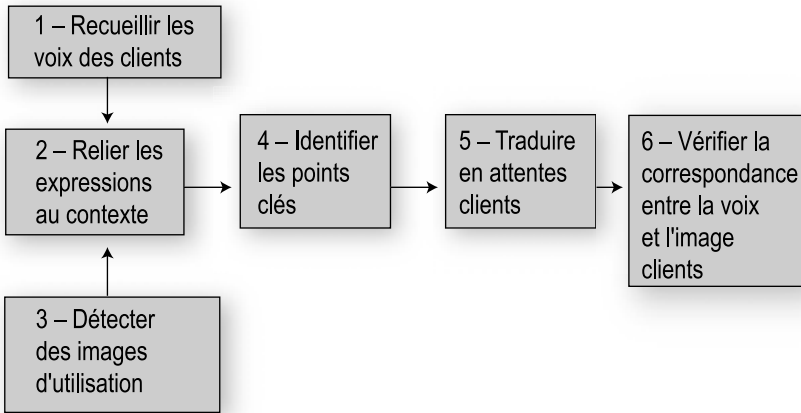 1 – Recueillir les
voix des clients
2 – Relier les
expressions
au contexte
3 – Détecter
des images
d'utilisation
4 – Identifier
les points
clés
5 – Traduire
en attentes
clients
6 – Vérifier la
correspondance
entre la voix
et l'image
clients